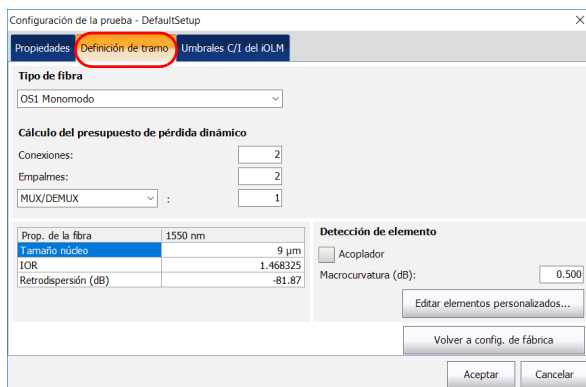 Configuración de la prueba - DefaultSetup
Propiedades Definición de tramo Umbrales C/I del iOLM
Tipo de fibra
OS1 Monomodo
Cálculo del presupuesto de pérdida dinámico
Conexiones: 2
Empalmes: 2
MUX/DEMUX : 1
Prop. de la fibra 1550 nm
Tamaño núcleo 9 µm
IOR 1.468325
Retrodispersión (dB) -81.87
Detección de elemento
Acoplador
Macrocurvatura (dB): 0.500
Editar elementos personalizados...
Volver a config. de fábrica
Aceptar Cancelar